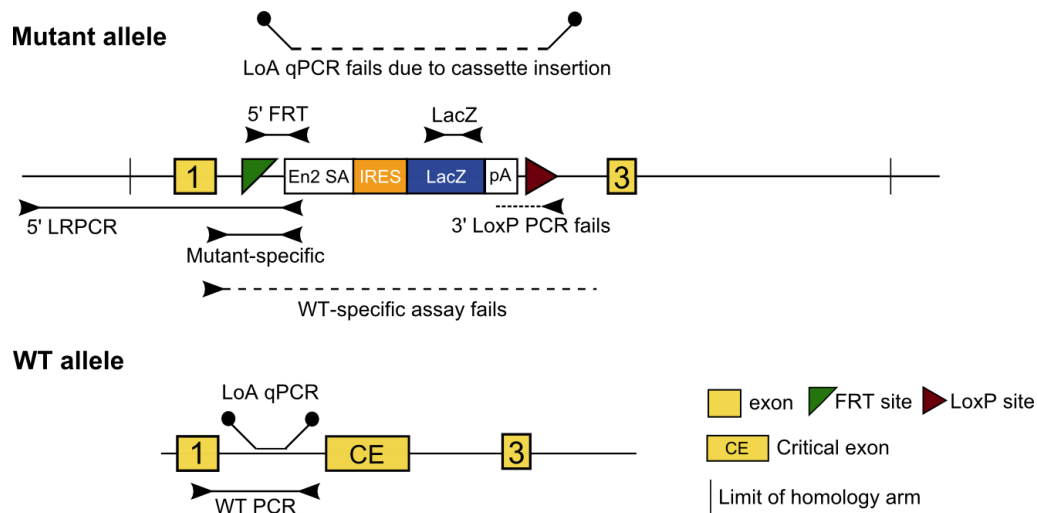 Mutant allele
LoA qPCR fails due to cassette insertion
5' FRT
LacZ
1
En2 SA
IRES
LacZ
pA
3
5' LRPCR
3' LoxP PCR fails
Mutant-specific
WT-specific assay fails
WT allele
LoA qPCR
1
CE
3
WT PCR
exon
FRT site
LoxP site
CE
Critical exon
Limit of homology arm